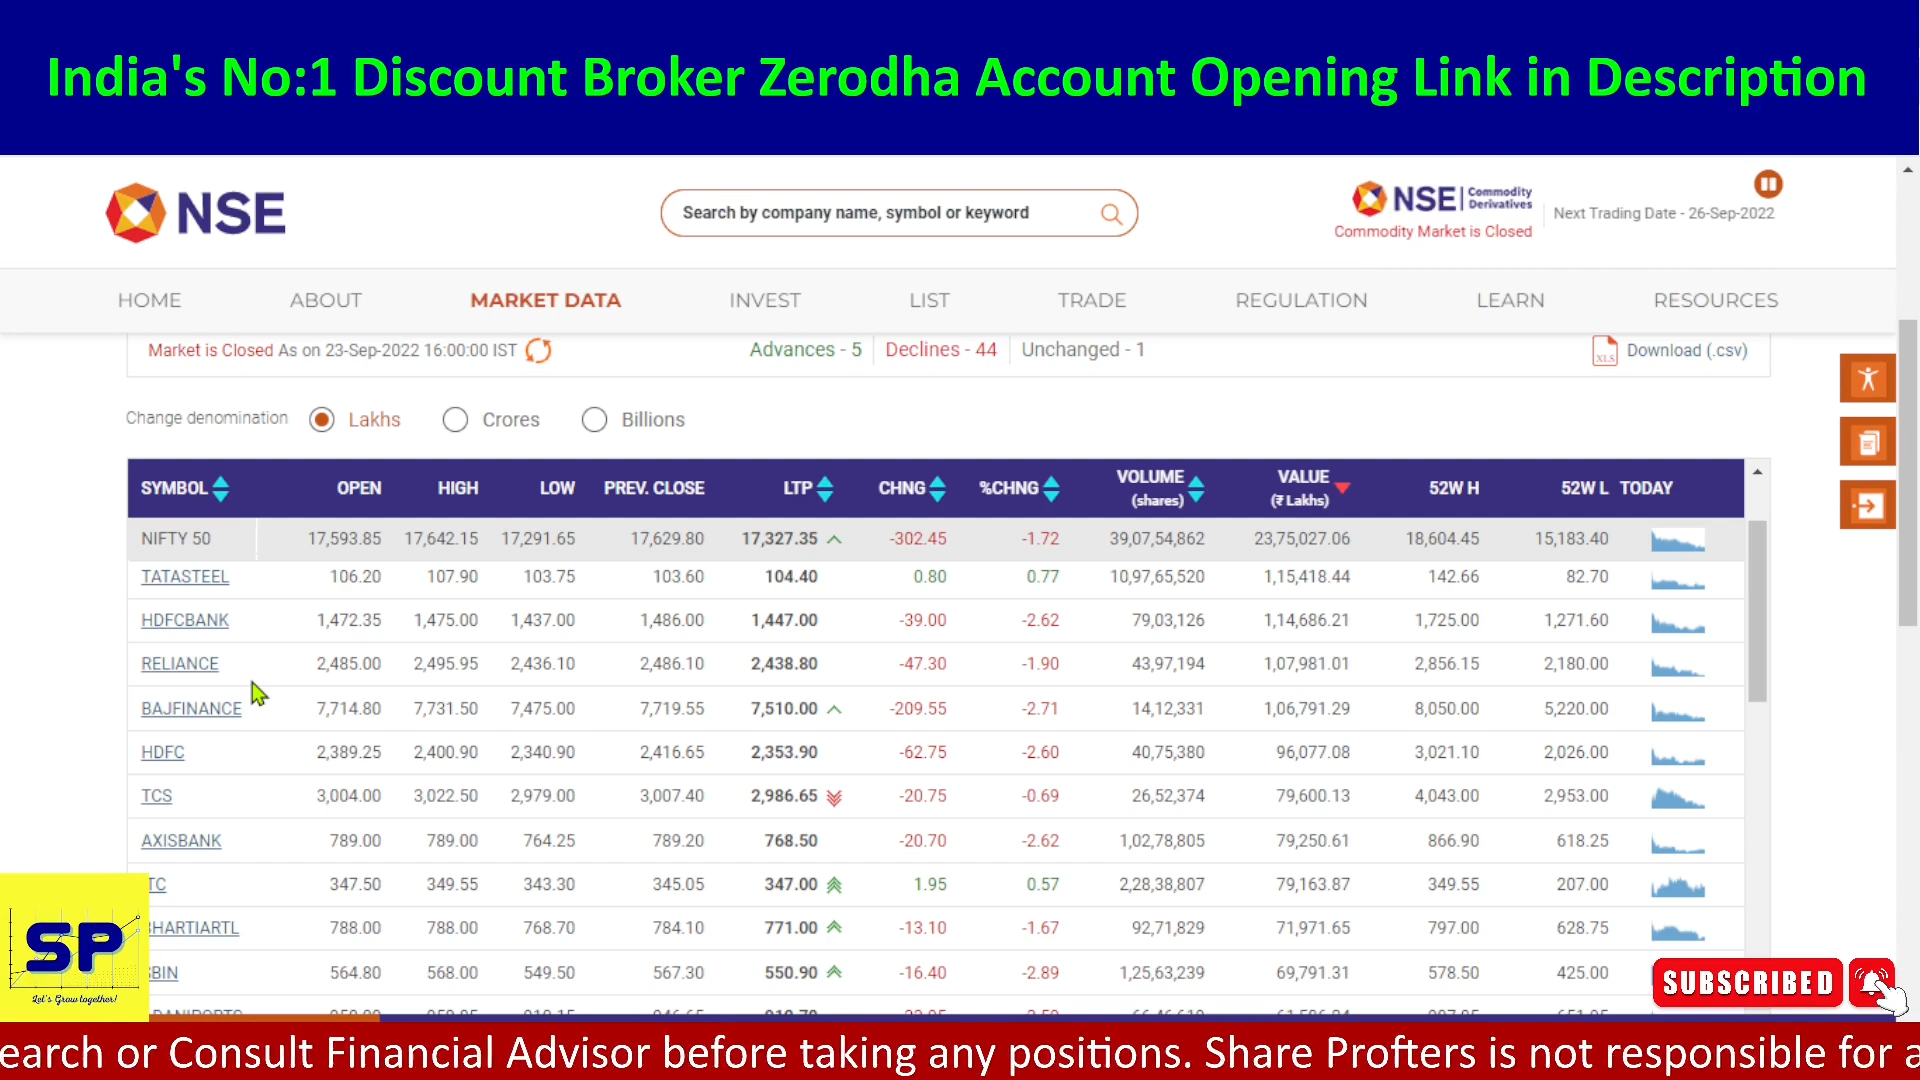 India's No:1 Discount Broker Zerodha Account Opening Link in Description
NSE
Search by company name, symbol or keyword
NSE Commodity Derivatives
Commodity Market is Closed
Next Trading Date - 26-Sep-2022
HOME ABOUT MARKET DATA INVEST LIST TRADE REGULATION LEARN RESOURCES
Market is Closed As on 23-Sep-2022 16:00:00 IST Advances - 5 Declines - 44 Unchanged - 1 XLS Download (.csv)
Change denomination Lakhs Crores Billions
SYMBOL OPEN HIGH LOW PREV. CLOSE LTP CHNG %CHNG VOLUME (shares) VALUE (₹ Lakhs) 52W H 52W L TODAY
NIFTY 50 17,593.85 17,642.15 17,291.65 17,629.80 17,327.35 -302.45 -1.72 39,07,54,862 23,75,027.06 18,604.45 15,183.40
TATASTEEL 106.20 107.90 103.75 103.60 104.40 0.80 0.77 10,97,65,520 1,15,418.44 142.66 82.70
HDFCBANK 1,472.35 1,475.00 1,437.00 1,486.00 1,447.00 -39.00 -2.62 79,03,126 1,14,686.21 1,725.00 1,271.60
RELIANCE 2,485.00 2,495.95 2,436.10 2,486.10 2,438.80 -47.30 -1.90 43,97,194 1,07,981.01 2,856.15 2,180.00
BAJFINANCE 7,714.80 7,731.50 7,475.00 7,719.55 7,510.00 -209.55 -2.71 14,12,331 1,06,791.29 8,050.00 5,220.00
HDFC 2,389.25 2,400.90 2,340.90 2,416.65 2,353.90 -62.75 -2.60 40,75,380 96,077.08 3,021.10 2,026.00
TCS 3,004.00 3,022.50 2,979.00 3,007.40 2,986.65 -20.75 -0.69 26,52,374 79,600.13 4,043.00 2,953.00
AXISBANK 789.00 789.00 764.25 789.20 768.50 -20.70 -2.62 1,02,78,805 79,250.61 866.90 618.25
TC 347.50 349.55 343.30 345.05 347.00 1.95 0.57 2,28,38,807 79,163.87 349.55 207.00
HARTIARTL 788.00 788.00 768.70 784.10 771.00 -13.10 -1.67 92,71,829 71,971.65 797.00 628.75
BIN 564.80 568.00 549.50 567.30 550.90 -16.40 -2.89 1,25,63,239 69,791.31 578.50 425.00
SP
Let's Grow together!
SUBSCRIBED
earch or Consult Financial Advisor before taking any positions. Share Profters is not responsible for a